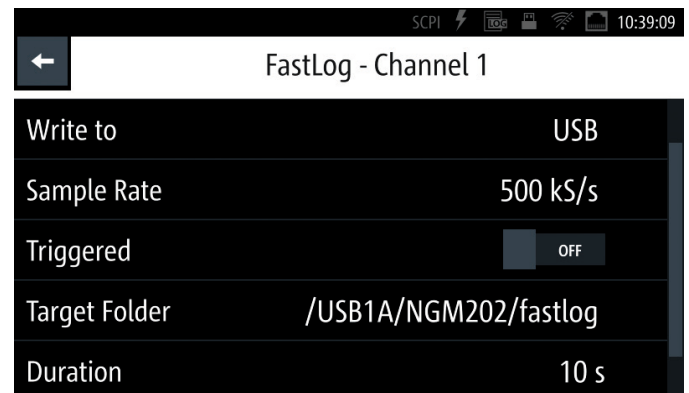 SCPI LOG 10:39:09
FastLog - Channel 1
Write to USB
Sample Rate 500 kS/s
Triggered OFF
Target Folder /USB1A/NGM202/fastlog
Duration 10 s